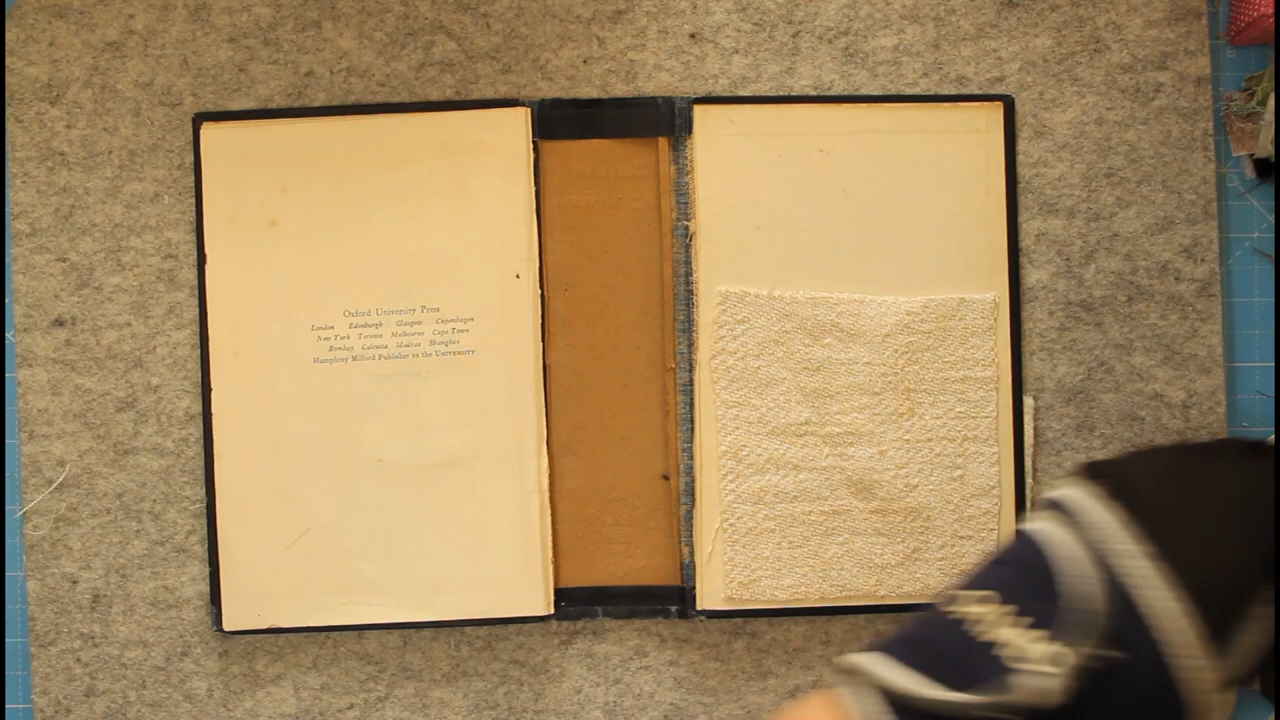 Oxford University Press
London Edinburgh Glasgow Copenhagen
New York Toronto Melbourne Cape Town
Bombay Calcutta Madras Shanghai
Humphrey Milford Publisher to the UNIVERSITY